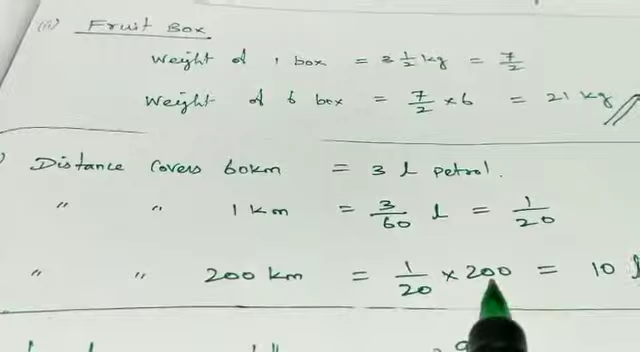 (ii) Fruit Box
Weight of 1 box = 3 1/2 kg = 7/2
Weight of 6 box = 7/2 x 6 = 21 kg
) Distance covers 60km = 3 l petrol.
" " 1 km = 3/60 l = 1/20
" " 200 km = 1/20 x 200 = 10 l